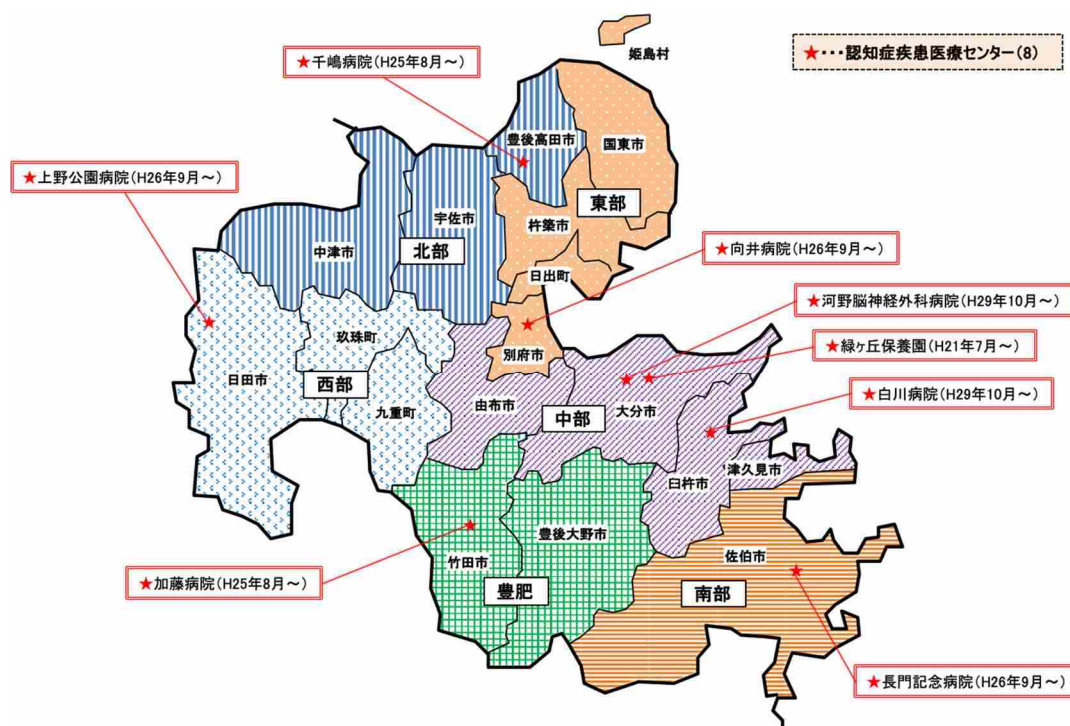 姫島村
★・・・認知症疾患医療センター(8)
★千嶋病院(H25年8月～)
豊後高田市
国東市
★上野公園病院(H26年9月～)
東部
宇佐市
杵築市
中津市
北部
★向井病院(H26年9月～)
日出町
★河野脳神経外科病院(H29年10月～)
玖珠町
★緑ヶ丘保養園(H21年7月～)
別府市
日田市
西部
★白川病院(H29年10月～)
九重町
由布市
中部
大分市
津久見市
臼杵市
豊後大野市
佐伯市
竹田市
★加藤病院(H25年8月～)
豊肥
南部
★長門記念病院(H26年9月～)